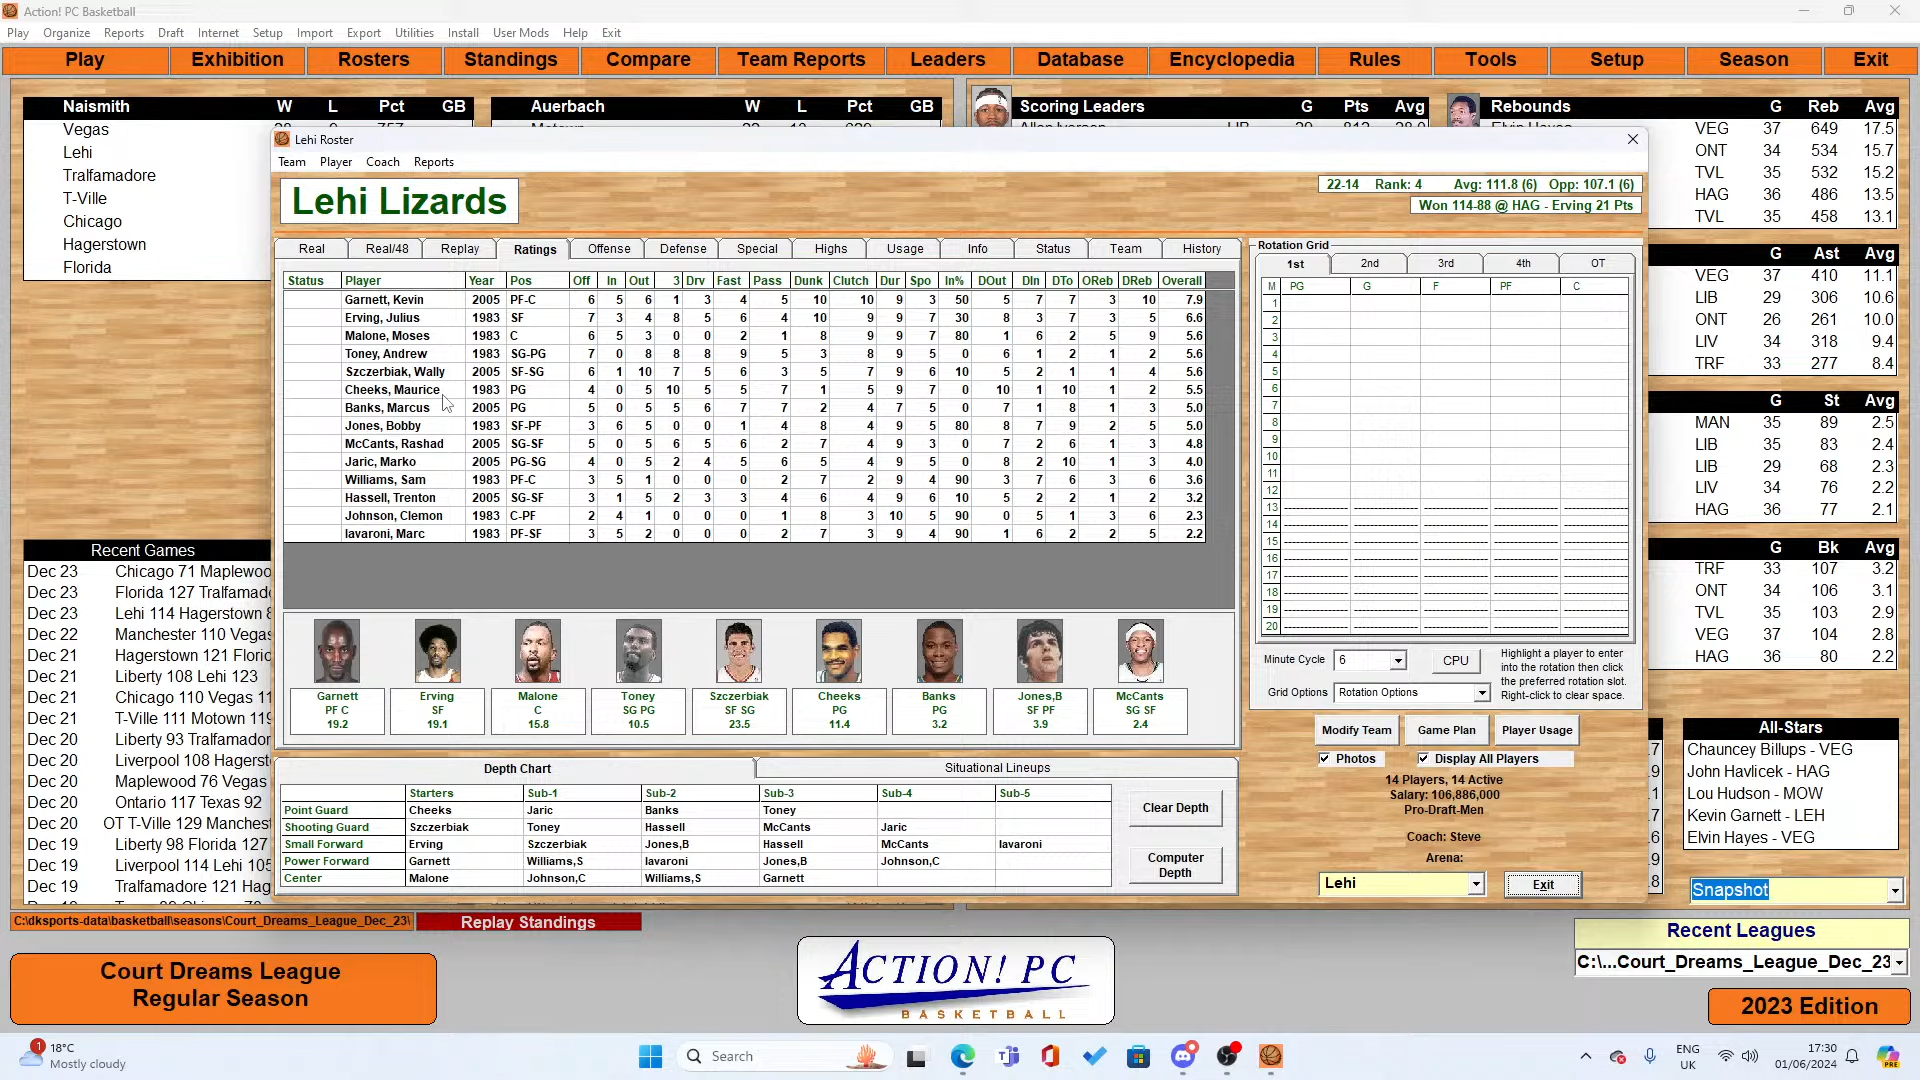 Action! PC Basketball
Play Organize Reports Draft Internet Setup Import Export Utilities Install User Mods Help Exit
Play Exhibition Rosters Standings Compare Team Reports Leaders Database Encyclopedia Rules Tools Setup Season Exit
Naismith W L Pct GB
Vegas
Lehi
Tralfamadore
T-Ville
Chicago
Hagerstown
Florida
Auerbach W L Pct GB
Scoring Leaders G Pts Avg
Rebounds G Reb Avg
VEG 37 649 17.5
ONT 34 534 15.7
TVL 35 532 15.2
HAG 36 486 13.5
TVL 35 458 13.1
G Ast Avg
VEG 37 410 11.1
LIB 29 306 10.6
ONT 26 261 10.0
LIV 34 318 9.4
TRF 33 277 8.4
G St Avg
MAN 35 89 2.5
LIB 35 83 2.4
LIB 29 68 2.3
LIV 34 76 2.2
HAG 36 77 2.1
G Bk Avg
TRF 33 107 3.2
ONT 34 106 3.1
TVL 35 103 2.9
VEG 37 104 2.8
HAG 36 80 2.2
Lehi Roster
Team Player Coach Reports
Lehi Lizards
22-14 Rank: 4 Avg: 111.8 (6) Opp: 107.1 (6)
Won 114-88 @ HAG - Erving 21 Pts
Real Real/48 Replay Ratings Offense Defense Special Highs Usage Info Status Team History
Status Player Year Pos Off In Out 3 Drv Fast Pass Dunk Clutch Dur Spo In% DOut DIn DTo OReb DReb Overall
Garnett, Kevin 2005 PF-C 6 5 6 1 3 4 5 10 10 9 3 50 5 7 7 3 10 7.9
Erving, Julius 1983 SF 7 3 4 8 5 6 4 10 9 9 7 30 8 3 7 3 5 6.6
Malone, Moses 1983 C 6 5 3 0 0 2 1 8 9 9 7 80 1 6 2 5 9 5.6
Toney, Andrew 1983 SG-PG 7 0 8 8 8 9 5 3 8 9 5 0 6 1 2 1 2 5.6
Szczerbiak, Wally 2005 SF-SG 6 1 10 7 5 6 3 5 7 9 6 10 5 2 1 1 4 5.6
Cheeks, Maurice 1983 PG 4 0 5 10 5 5 7 1 5 9 7 0 10 1 10 1 2 5.5
Banks, Marcus 2005 PG 5 0 5 5 6 7 7 2 4 7 5 0 7 1 8 1 3 5.0
Jones, Bobby 1983 SF-PF 3 6 5 0 0 1 4 8 4 9 5 80 8 7 9 2 5 5.0
McCants, Rashad 2005 SG-SF 5 0 5 6 5 6 2 7 4 9 3 0 7 2 6 1 3 4.8
Jaric, Marko 2005 PG-SG 4 0 5 2 4 5 6 5 4 9 5 0 8 2 10 1 3 4.0
Williams, Sam 1983 PF-C 3 5 1 0 0 0 2 7 2 9 4 90 3 7 6 3 6 3.6
Hassell, Trenton 2005 SG-SF 3 1 5 2 3 3 4 6 4 9 6 10 5 2 2 1 2 3.2
Johnson, Clemon 1983 C-PF 2 4 1 0 0 0 1 8 3 10 5 90 0 5 1 3 6 2.3
Iavaroni, Marc 1983 PF-SF 3 5 2 0 0 0 2 7 3 9 4 90 1 6 2 2 5 2.2
Garnett Erving Malone Toney Szczerbiak Cheeks Banks Jones,B McCants
PF C SF C SG PG SF SG PG PG SF PF SG SF
19.2 19.1 15.8 10.5 23.5 11.4 3.2 3.9 2.4
Depth Chart Situational Lineups
Starters Sub-1 Sub-2 Sub-3 Sub-4 Sub-5
Point Guard Cheeks Jaric Banks Toney
Shooting Guard Szczerbiak Toney Hassell McCants Jaric
Small Forward Erving Szczerbiak Jones,B Hassell McCants Iavaroni
Power Forward Garnett Williams,S Iavaroni Jones,B Johnson,C
Center Malone Johnson,C Williams,S Garnett
Clear Depth
Computer
Depth
Rotation Grid
1st 2nd 3rd 4th OT
M PG G F PF C
1
2
3
4
5
6
7
8
9
10
11
12
13
14
15
16
17
18
19
20
Minute Cycle 6 CPU
Grid Options Rotation Options
Highlight a player to enter
into the rotation then click
the preferred rotation slot.
Right-click to clear space.
Modify Team Game Plan Player Usage
Photos Display All Players
14 Players, 14 Active
Salary: 106,886,000
Pro-Draft-Men
Coach: Steve
Arena:
Lehi Exit
Recent Games
Dec 23 Chicago 71 Maplewoo
Dec 23 Florida 127 Tralfamad
Dec 23 Lehi 114 Hagerstown 8
Dec 22 Manchester 110 Vegas
Dec 21 Hagerstown 121 Florid
Dec 21 Liberty 108 Lehi 123
Dec 21 Chicago 110 Vegas 11
Dec 21 T-Ville 111 Motown 119
Dec 20 Liberty 93 Tralfamador
Dec 20 Liverpool 108 Hagerst
Dec 20 Maplewood 76 Vegas
Dec 20 Ontario 117 Texas 92
Dec 20 OT T-Ville 129 Manchest
Dec 19 Liberty 98 Florida 127
Dec 19 Liverpool 114 Lehi 105
Dec 19 Tralfamadore 121 Hag
All-Stars
Chauncey Billups - VEG
John Havlicek - HAG
Lou Hudson - MOW
Kevin Garnett - LEH
Elvin Hayes - VEG
Snapshot
C:\dksports-data\basketball\seasons\Court_Dreams_League_Dec_23\
Replay Standings
Court Dreams League
Regular Season
ACTION! PC
BASKETBALL
Recent Leagues
C:\...Court_Dreams_League_Dec_23
2023 Edition
1
18°C
Mostly cloudy
Search
ENG
UK
17:30
01/06/2024
PRE